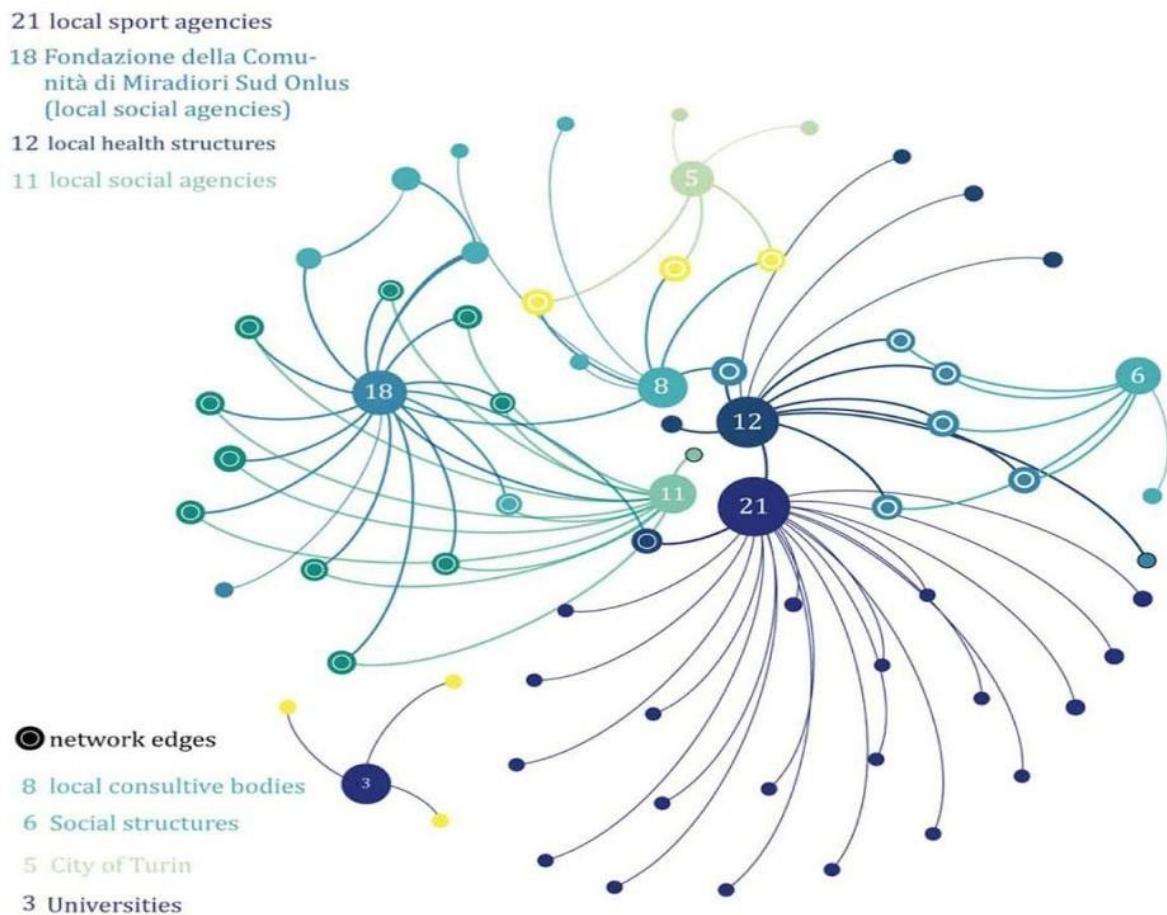 21 local sport agencies
18 Fondazione della Comu-
nità di Miradiori Sud Onlus
(local social agencies)
12 local health structures
11 local social agencies
5
18
8
12
6
11
21
3
network edges
8 local consultive bodies
6 Social structures
5 City of Turin
3 Universities